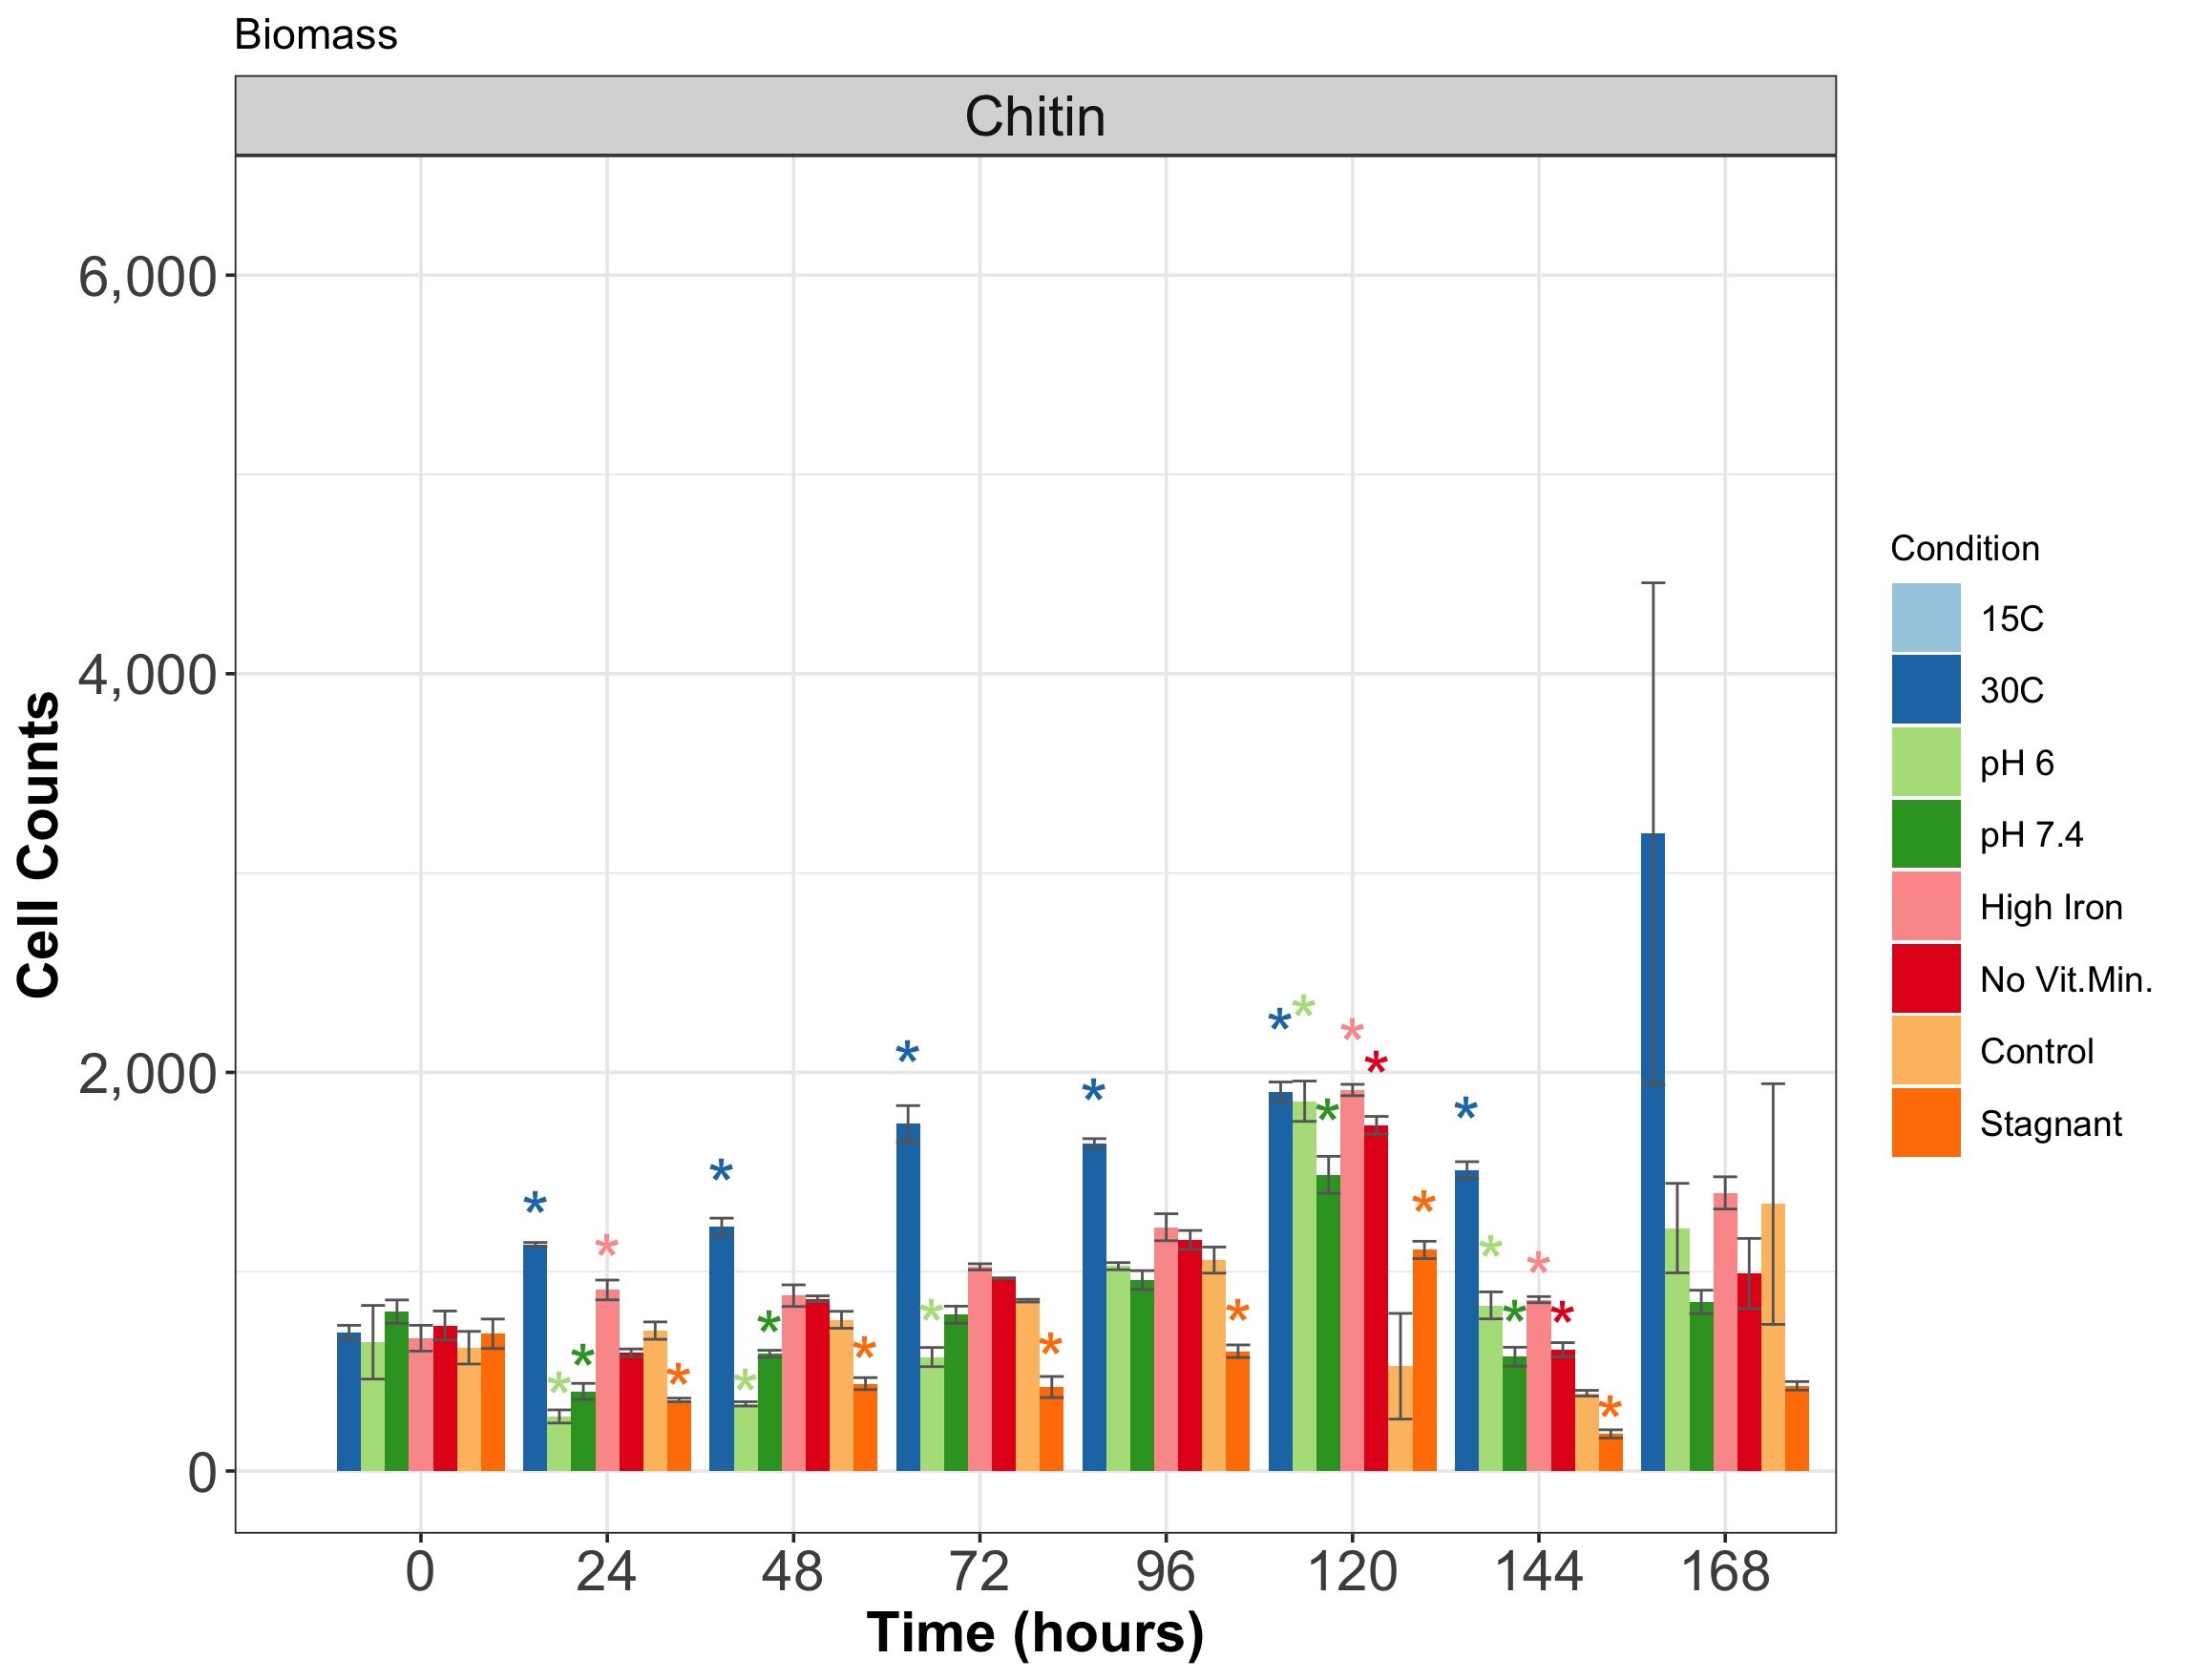 Biomass
Chitin
6,000
4,000
2,000
0
Cell Counts
0 24 48 72 96 120 144 168
Time (hours)
Condition
15C
30C
pH 6
pH 7.4
High Iron
No Vit.Min.
Control
Stagnant